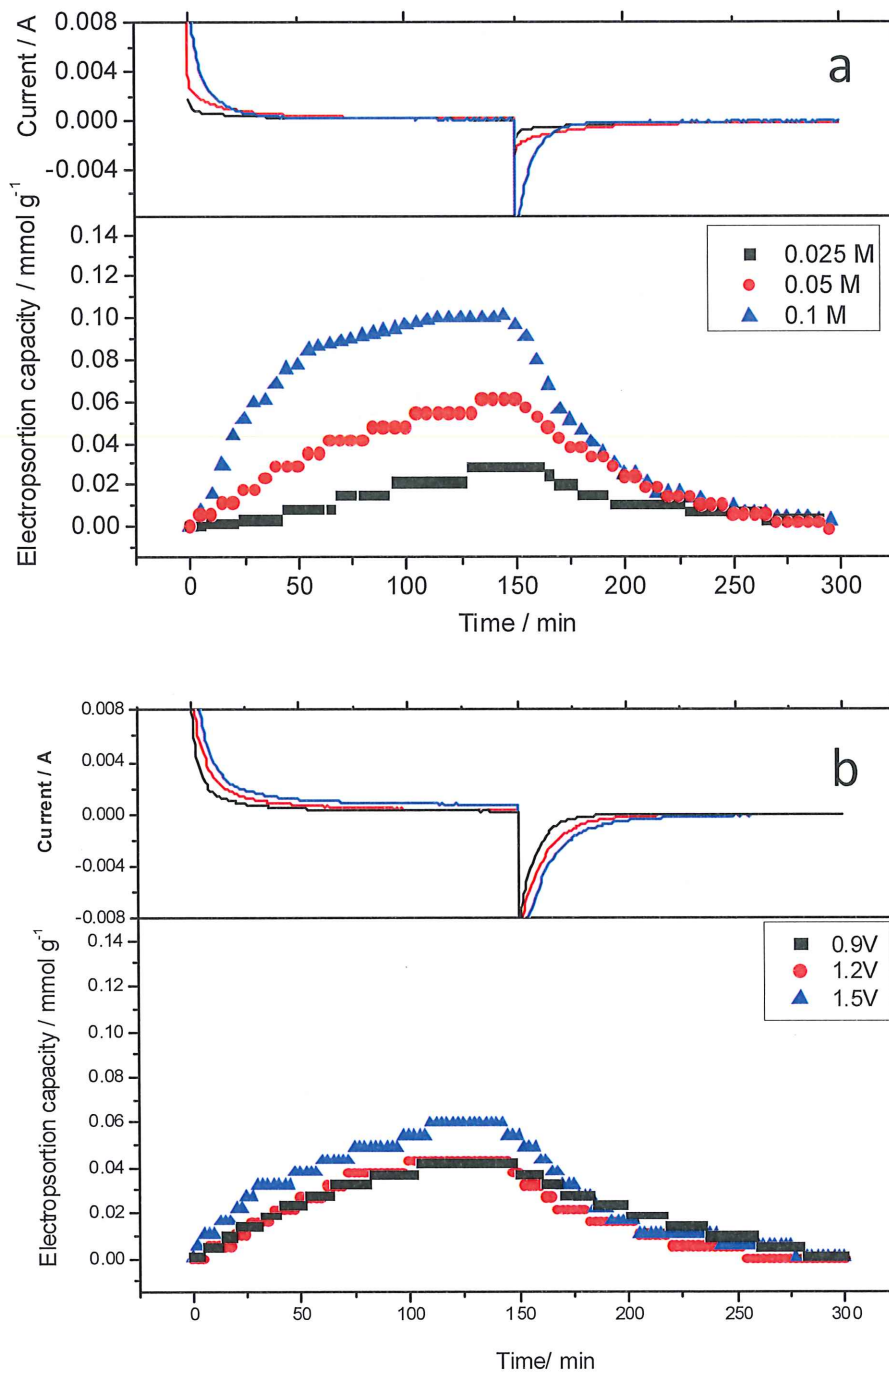 0.008
0.004
0.000
-0.004
Current / A
a
0.14
0.12
0.10
0.08
0.06
0.04
0.02
0.00
Electropsortion capacity / mmol g-1
0.025 M
0.05 M
0.1 M
0 50 100 150 200 250 300
Time / min
0.008
0.004
0.000
-0.004
-0.008
Current / A
b
0.14
0.12
0.10
0.08
0.06
0.04
0.02
0.00
Electropsortion capacity / mmol g-1
0.9V
1.2V
1.5V
0 50 100 150 200 250 300
Time/ min